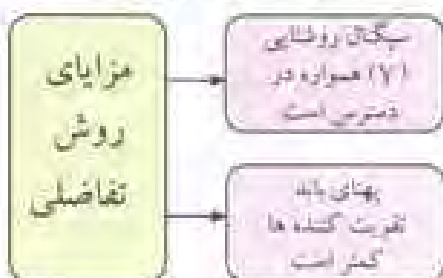 مزایای
روش
تفاضلی
سیگنال روشنایی
(Y) همواره در
دسترس است
پهنای باند
تقویت کننده ها
کمتر است